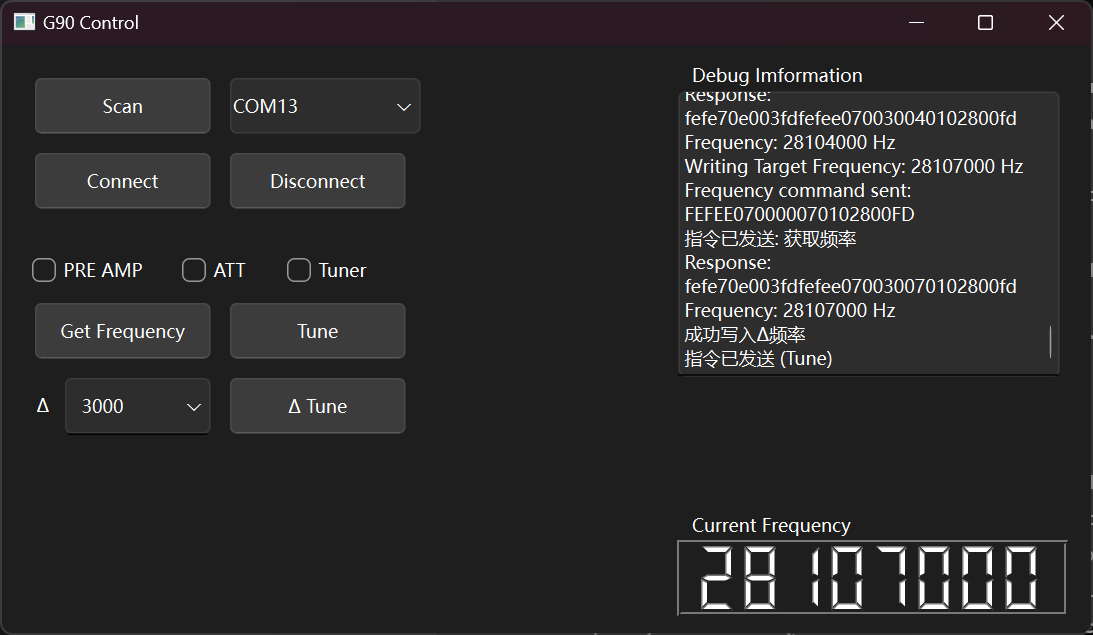 G90 Control
Scan
COM13
Connect
Disconnect
PRE AMP
ATT
Tuner
Get Frequency
Tune
Δ
3000
Δ Tune
Debug Imformation
Response:
fefe70e003fdfefee070030040102800fd
Frequency: 28104000 Hz
Writing Target Frequency: 28107000 Hz
Frequency command sent:
FEFEE070000070102800FD
指令已发送: 获取频率
Response:
fefe70e003fdfefee070030070102800fd
Frequency: 28107000 Hz
成功写入Δ频率
指令已发送 (Tune)
Current Frequency
28107000